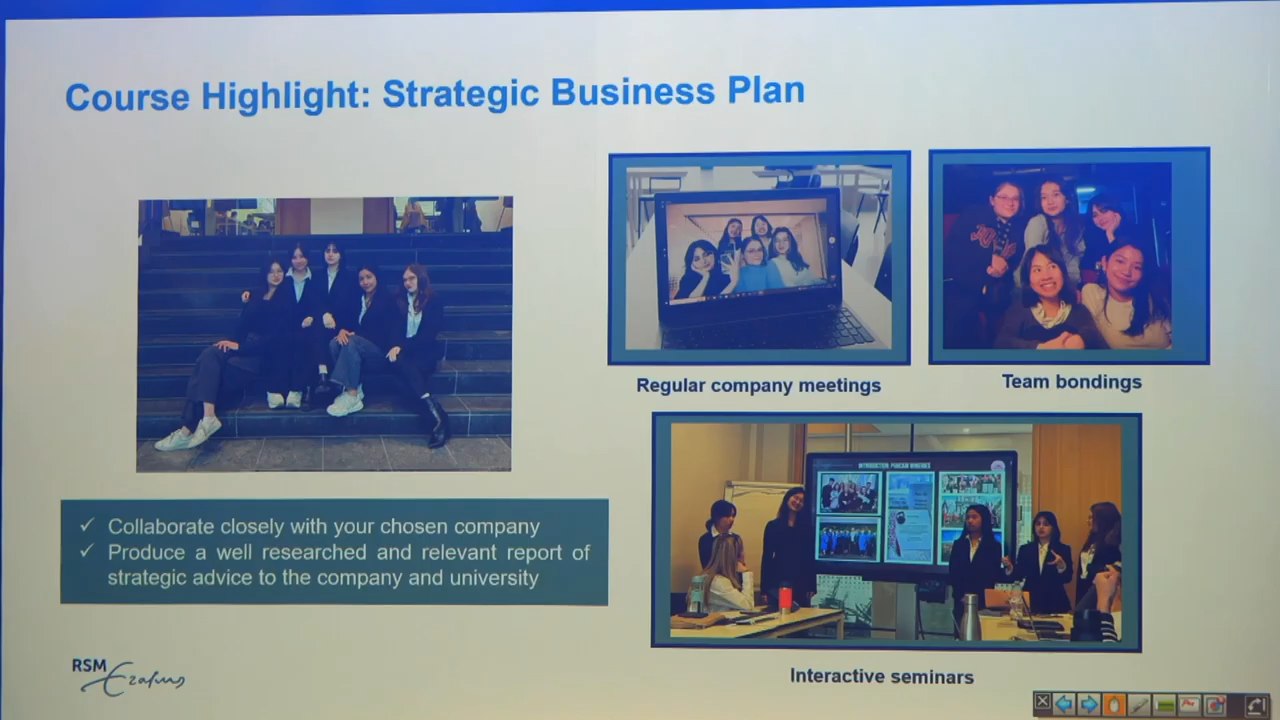 Course Highlight: Strategic Business Plan
Regular company meetings
Team bondings
✓ Collaborate closely with your chosen company
✓ Produce a well researched and relevant report of
strategic advice to the company and university
Interactive seminars
RSM
Erasmus